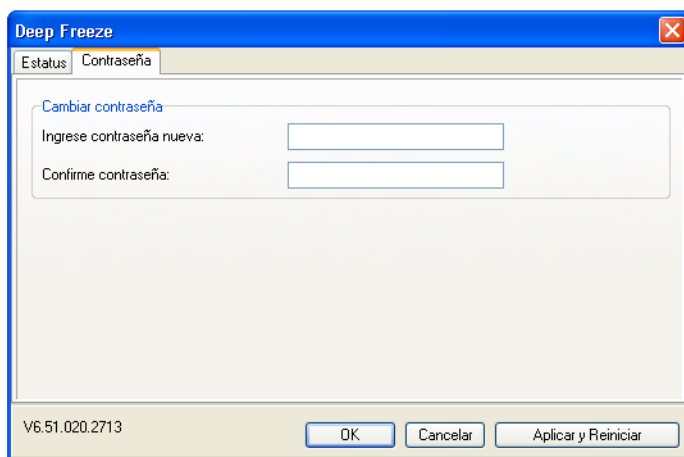 Deep Freeze
Estatus Contraseña
Cambiar contraseña
Ingrese contraseña nueva:
Confirme contraseña:
V6.51.020.2713 OK Cancelar Aplicar y Reiniciar